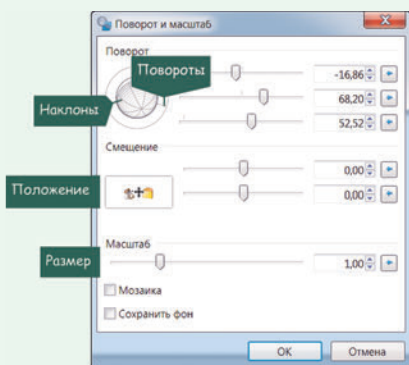 Поворот и масштаб
Поворот
Повороты
-16,86
Наклоны
68,20
52,52
Смещение
0,00
Положение
0,00
Масштаб
Размер
1,00
Мозаика
Сохранить фон
ОК
Отмена